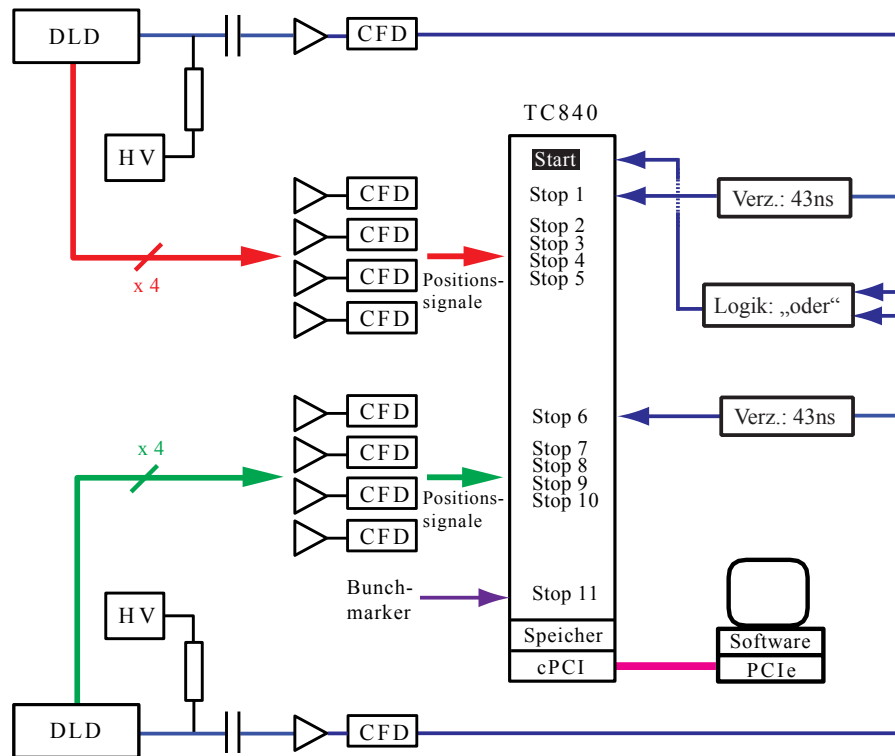 DLD
CFD
HV
TC840
Start
Stop 1
Verz.: 43ns
CFD
CFD
CFD
CFD
x 4
Positions-
signale
Stop 2
Stop 3
Stop 4
Stop 5
Logik: „oder“
Stop 6
Verz.: 43ns
CFD
CFD
CFD
CFD
x 4
Positions-
signale
Stop 7
Stop 8
Stop 9
Stop 10
Bunch-
marker
Stop 11
Speicher
cPCI
Software
PCIe
HV
DLD
CFD